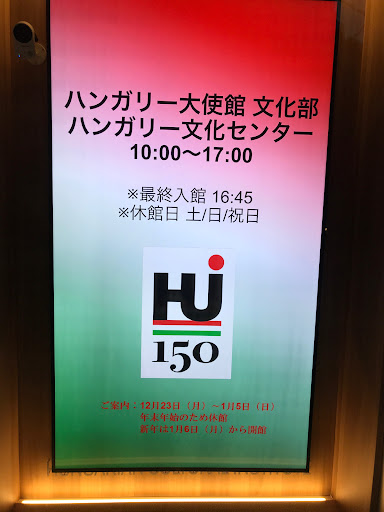 ハンガリー大使館 文化部
ハンガリー文化センター
10:00～17:00
※最終入館 16:45
※休館日 土/日/祝日
HU
150
ご案内：12月23日（月）～1月5日（日）
年末年始のため休館
新年は1月6日（月）から開館